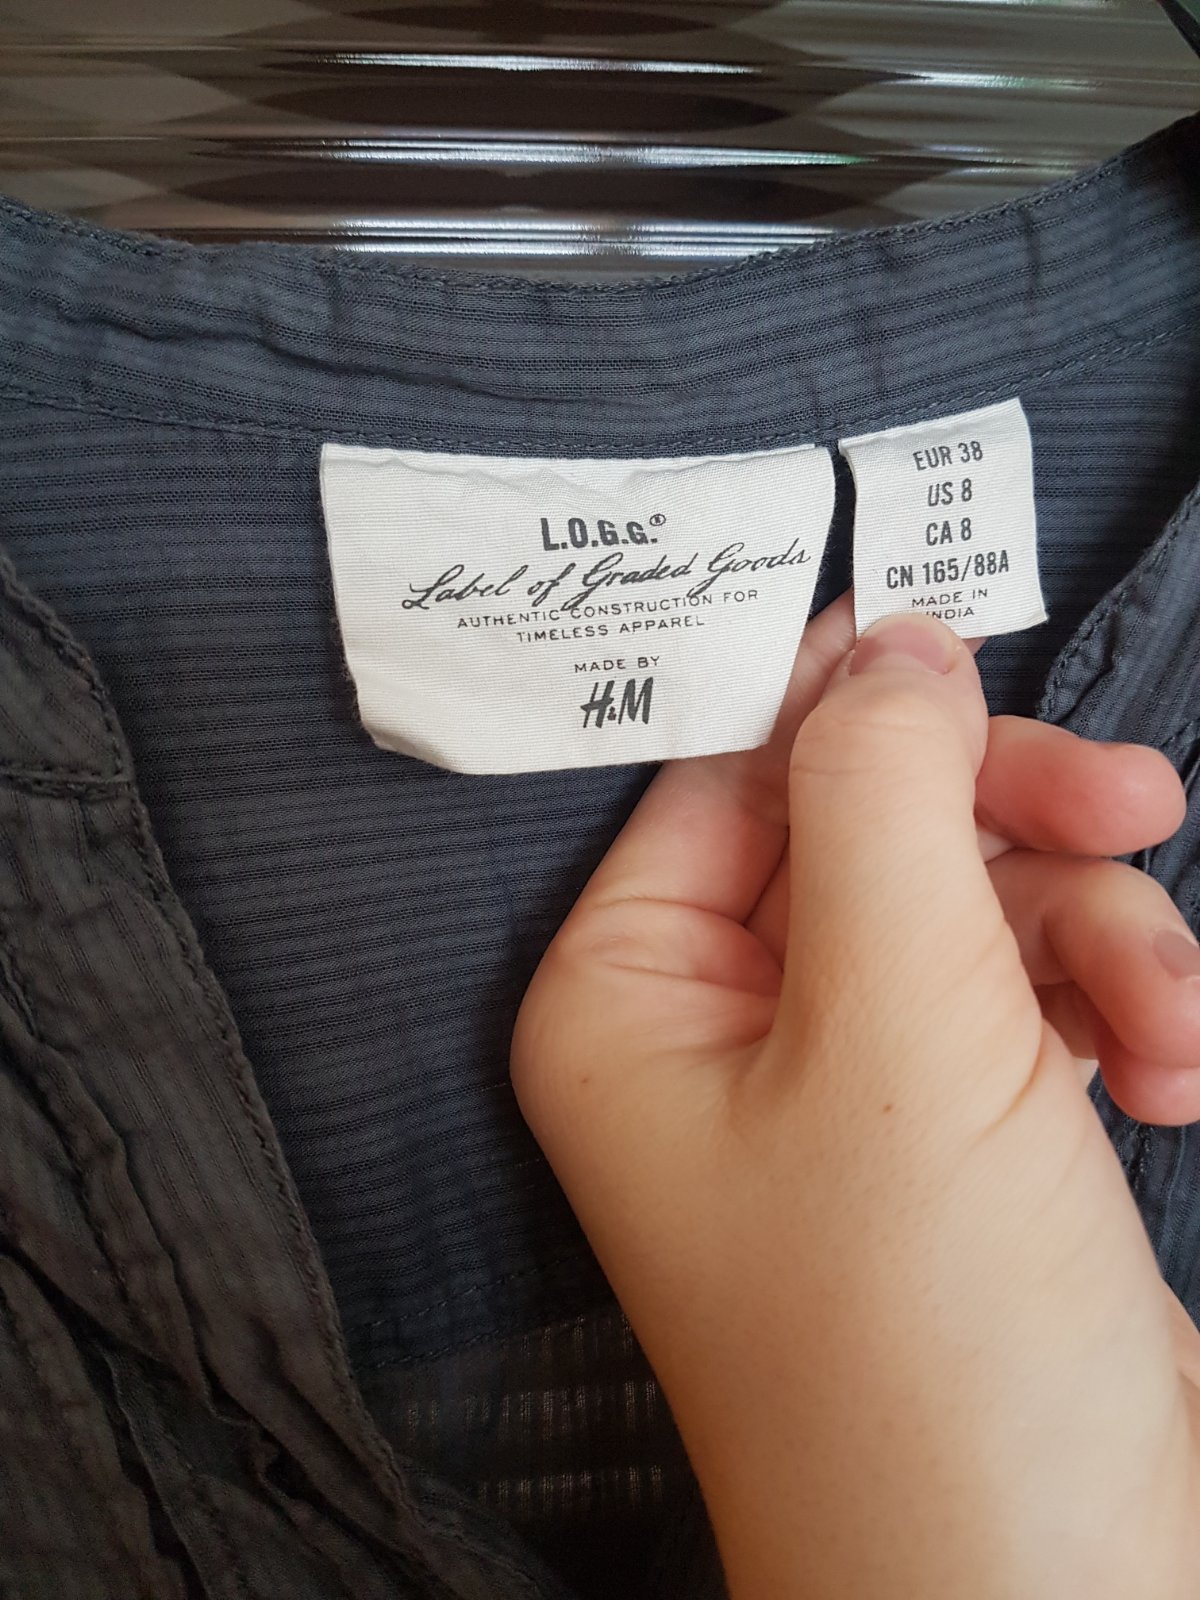 L.O.G.G.®
Label of Graded Goods
AUTHENTIC CONSTRUCTION FOR
TIMELESS APPAREL
MADE BY
H&M
EUR 38
US 8
CA 8
CN 165/88A
MADE IN
INDIA